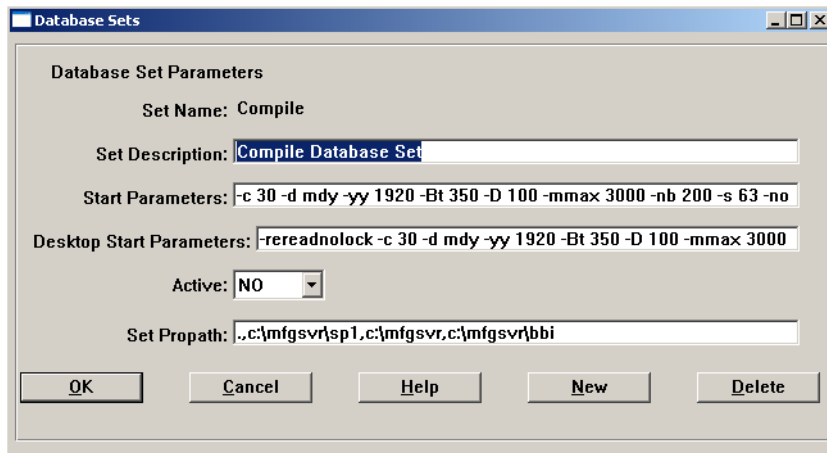 Database Sets
Database Set Parameters
Set Name: Compile
Set Description: Compile Database Set
Start Parameters: -c 30 -d mdy -yy 1920 -Bt 350 -D 100 -mmax 3000 -nb 200 -s 63 -no
Desktop Start Parameters: -rereadnolock -c 30 -d mdy -yy 1920 -Bt 350 -D 100 -mmax 3000
Active: NO
Set Propath: .,c:\mfgsvr\sp1,c:\mfgsvr,c:\mfgsvr\bbi
OK Cancel Help New Delete